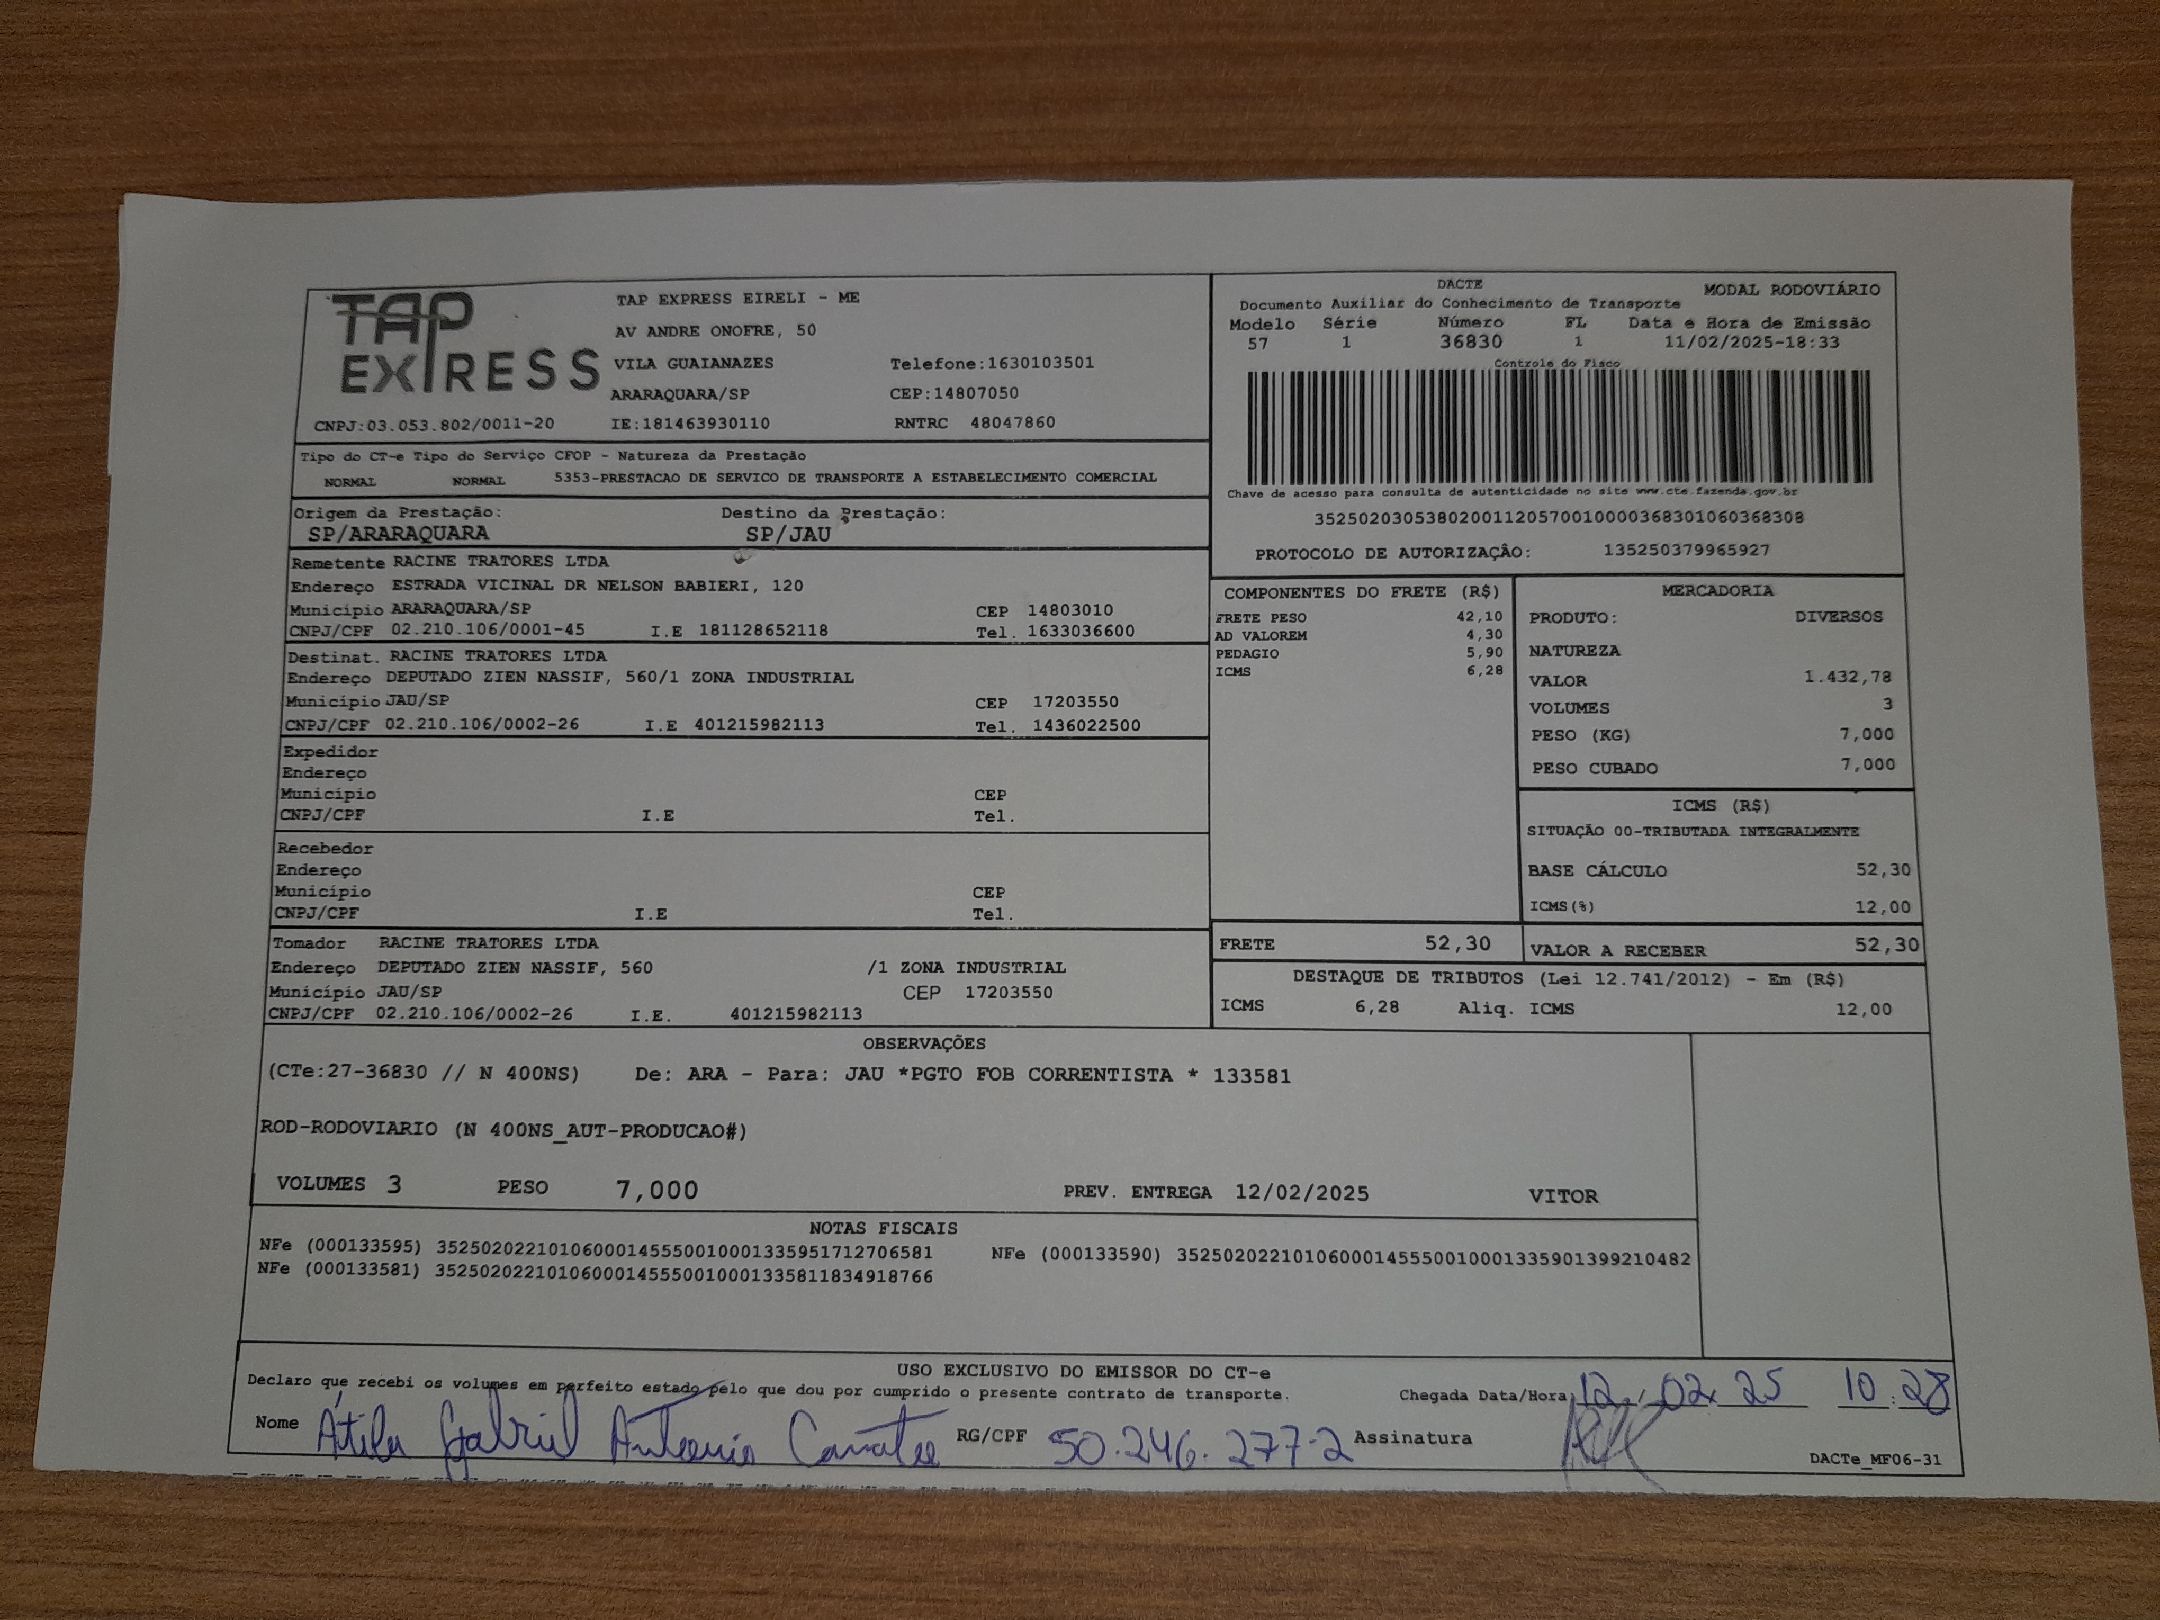 TAP EXPRESS
TAP EXPRESS EIRELI - ME
AV ANDRE ONOFRE, 50
VILA GUAIANAZES Telefone:1630103501
ARARAQUARA/SP CEP:14807050
CNPJ:03.053.802/0011-20 IE:181463930110 RNTRC 48047860
DACTE MODAL RODOVIÁRIO
Documento Auxiliar do Conhecimento de Transporte
Modelo Série Número FL Data e Hora de Emissão
57 1 36830 1 11/02/2025-18:33
Controle do Fisco
Chave de acesso para consulta de autenticidade no site www.cte.fazenda.gov.br
35250203053802001120570010000368301060368308
PROTOCOLO DE AUTORIZAÇÃO: 135250379965927
Tipo do CT-e Tipo do Serviço CFOP - Natureza da Prestação
NORMAL NORMAL 5353-PRESTACAO DE SERVICO DE TRANSPORTE A ESTABELECIMENTO COMERCIAL
Origem da Prestação: Destino da Prestação:
SP/ARARAQUARA SP/JAU
Remetente RACINE TRATORES LTDA
Endereço ESTRADA VICINAL DR NELSON BABIERI, 120
Município ARARAQUARA/SP CEP 14803010
CNPJ/CPF 02.210.106/0001-45 I.E 181128652118 Tel. 1633036600
Destinat. RACINE TRATORES LTDA
Endereço DEPUTADO ZIEN NASSIF, 560/1 ZONA INDUSTRIAL
Município JAU/SP CEP 17203550
CNPJ/CPF 02.210.106/0002-26 I.E 401215982113 Tel. 1436022500
Expedidor
Endereço
Município CEP
CNPJ/CPF I.E Tel.
Recebedor
Endereço
Município CEP
CNPJ/CPF I.E Tel.
Tomador RACINE TRATORES LTDA
Endereço DEPUTADO ZIEN NASSIF, 560 /1 ZONA INDUSTRIAL
Município JAU/SP CEP 17203550
CNPJ/CPF 02.210.106/0002-26 I.E. 401215982113
COMPONENTES DO FRETE (R$)
FRETE PESO 42,10
AD VALOREM 4,30
PEDAGIO 5,90
ICMS 6,28
MERCADORIA
PRODUTO: DIVERSOS
NATUREZA
VALOR 1.432,78
VOLUMES 3
PESO (KG) 7,000
PESO CUBADO 7,000
ICMS (R$)
SITUAÇÃO 00-TRIBUTADA INTEGRALMENTE
BASE CÁLCULO 52,30
ICMS(%) 12,00
FRETE 52,30 VALOR A RECEBER 52,30
DESTAQUE DE TRIBUTOS (Lei 12.741/2012) - Em (R$)
ICMS 6,28 Aliq. ICMS 12,00
OBSERVAÇÕES
(CTe:27-36830 // N 400NS) De: ARA - Para: JAU *PGTO FOB CORRENTISTA * 133581
ROD-RODOVIARIO (N 400NS_AUT-PRODUCAO#)
VOLUMES 3 PESO 7,000 PREV. ENTREGA 12/02/2025 VITOR
NOTAS FISCAIS
NFe (000133595) 35250202210106000145550010001335951712706581 NFe (000133590) 35250202210106000145550010001335901399210482
NFe (000133581) 35250202210106000145550010001335811834918766
USO EXCLUSIVO DO EMISSOR DO CT-e
Declaro que recebi os volumes em perfeito estado pelo que dou por cumprido o presente contrato de transporte. Chegada Data/Hora 12/02/25 10:28
Nome Átila Gabriel Antonio RG/CPF 50.246.277-2 Assinatura
DACTe_MF06-31